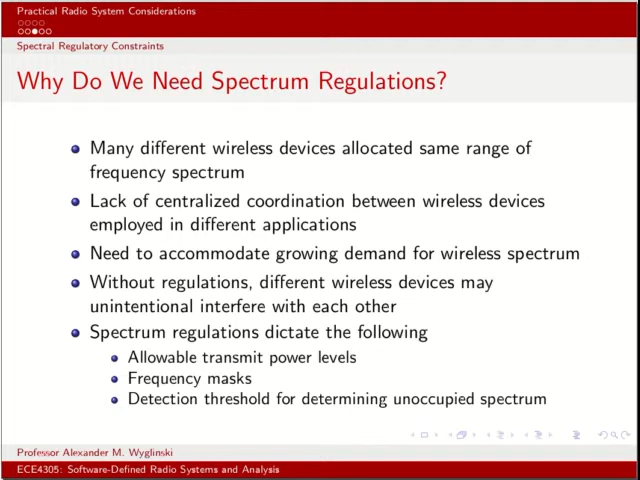 Practical Radio System Considerations
Spectral Regulatory Constraints
Why Do We Need Spectrum Regulations?
Many different wireless devices allocated same range of
frequency spectrum
Lack of centralized coordination between wireless devices
employed in different applications
Need to accommodate growing demand for wireless spectrum
Without regulations, different wireless devices may
unintentional interfere with each other
Spectrum regulations dictate the following
Allowable transmit power levels
Frequency masks
Detection threshold for determining unoccupied spectrum
Professor Alexander M. Wyglinski
ECE4305: Software-Defined Radio Systems and Analysis